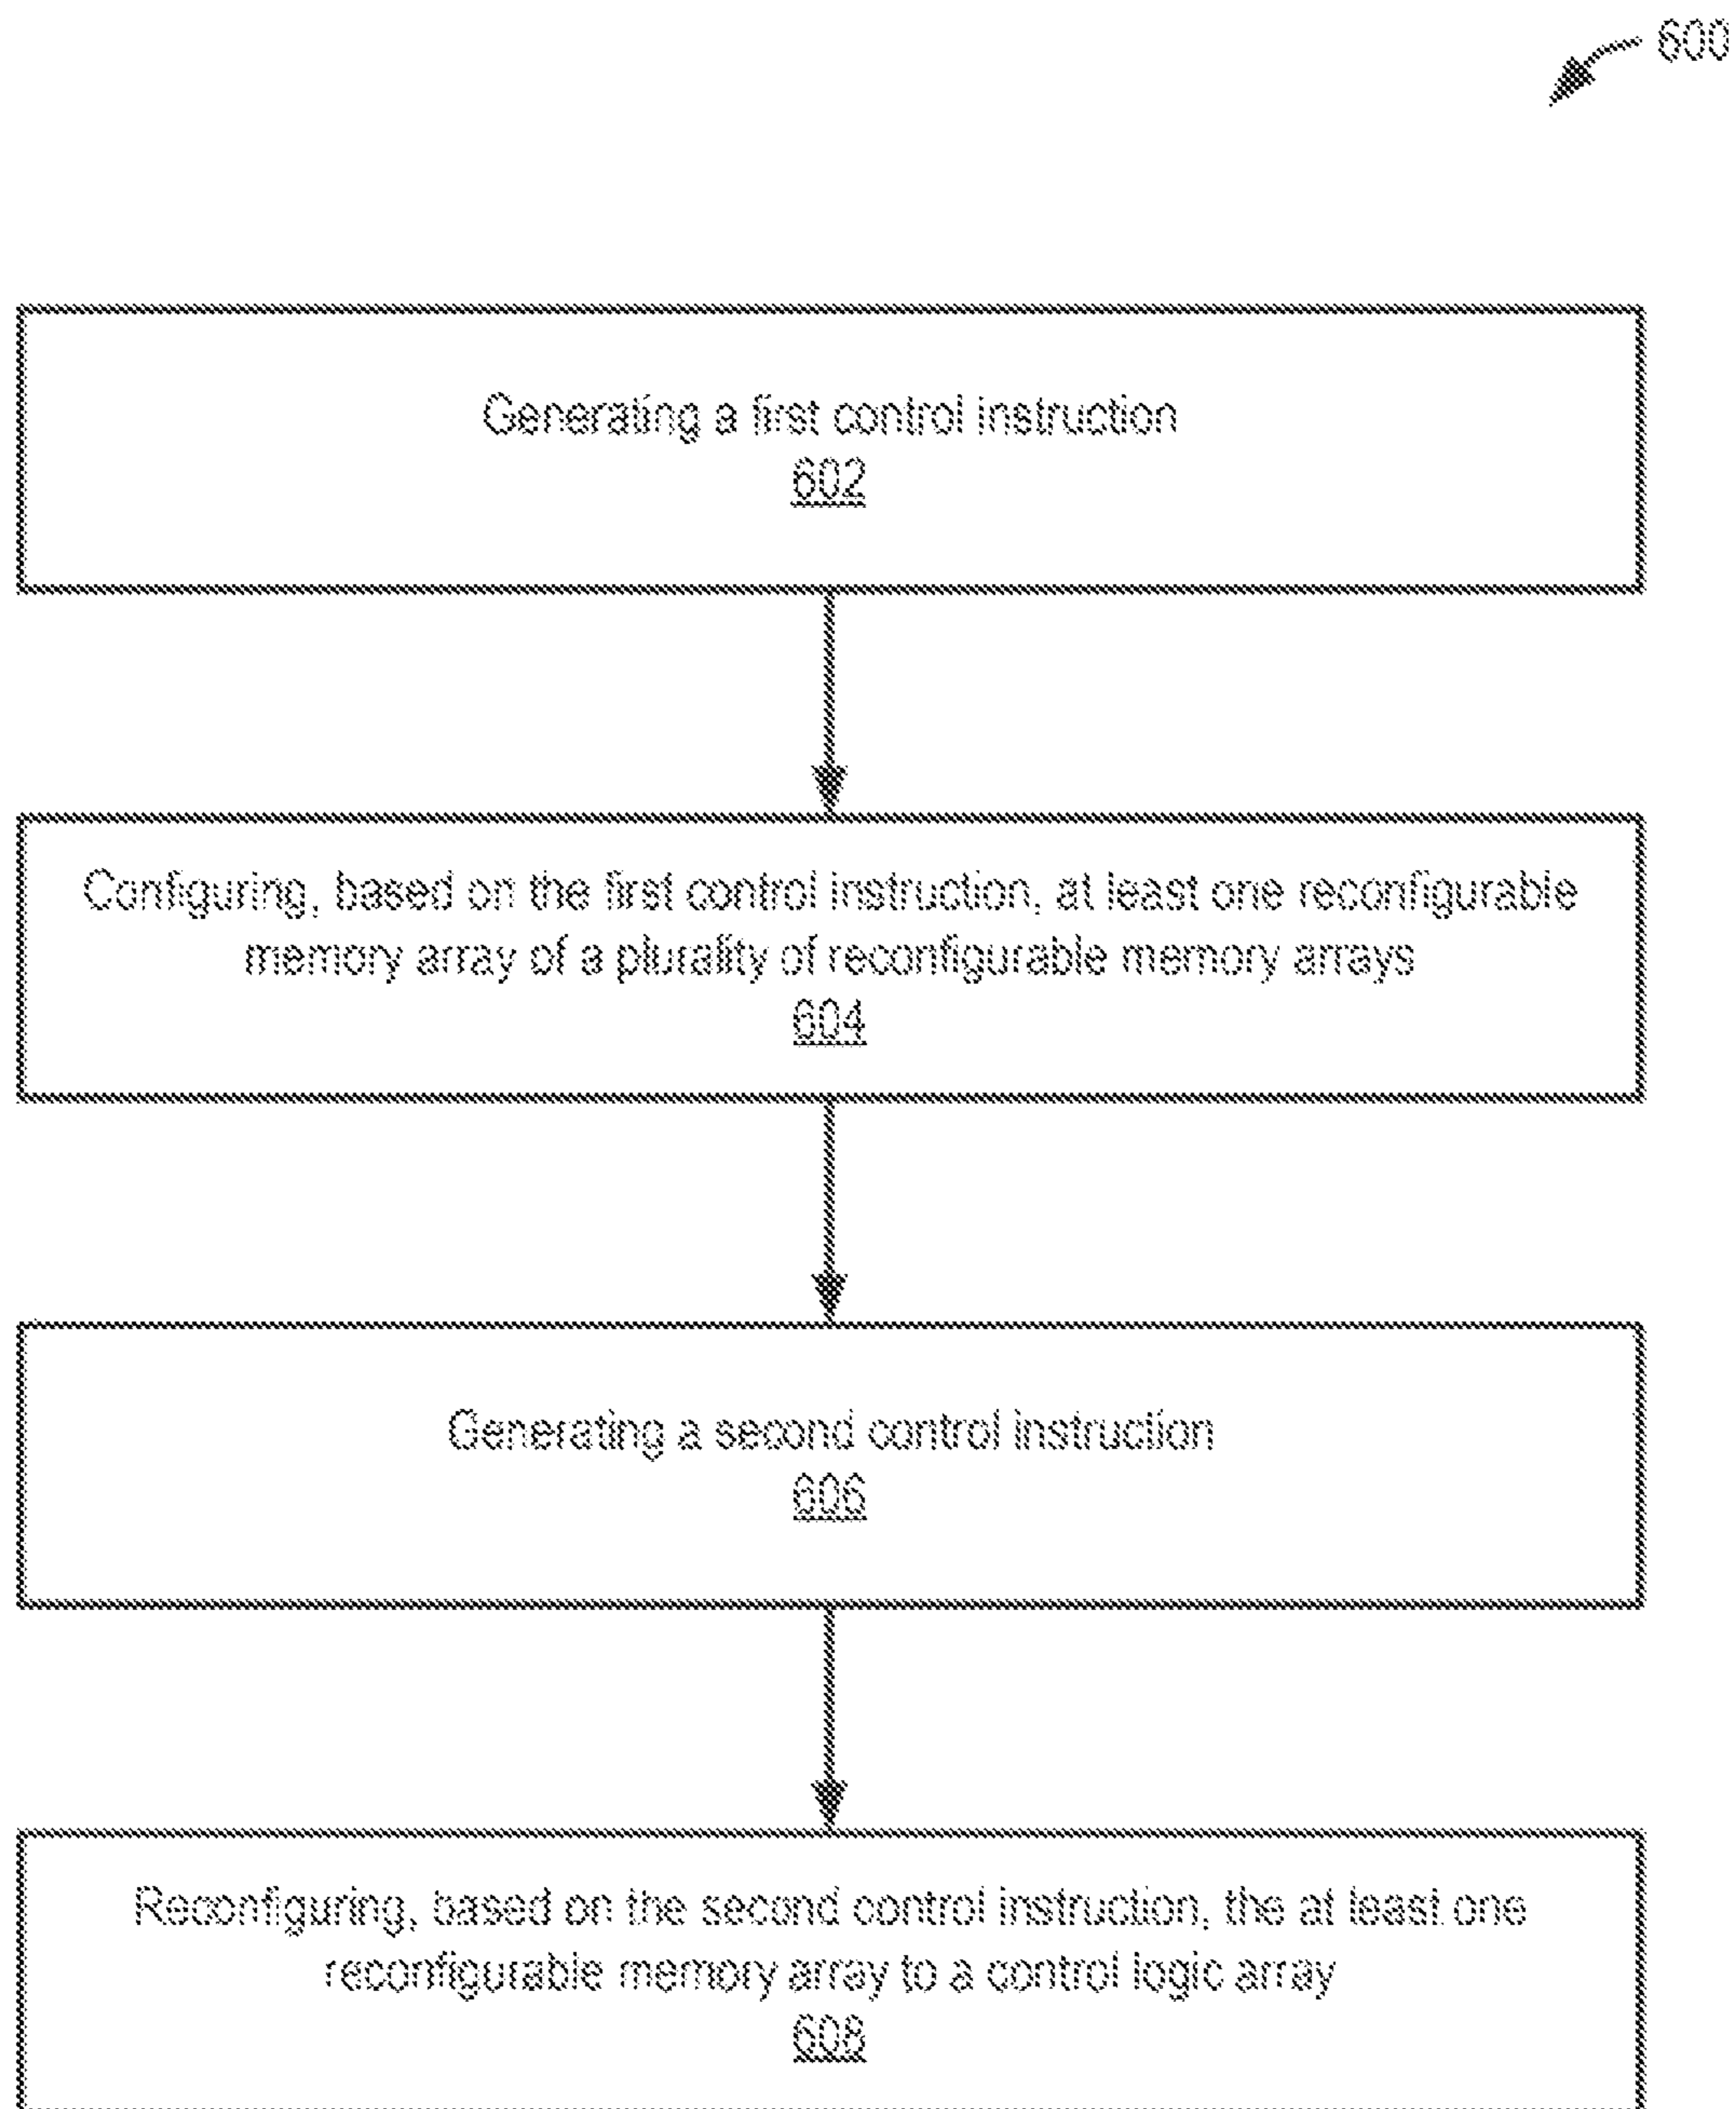 600
Generating a first control instruction
602
Configuring, based on the first control instruction, at least one reconfigurable
memory array of a plurality of reconfigurable memory arrays
604
Generating a second control instruction
606
Reconfiguring, based on the second control instruction, the at least one
reconfigurable memory array to a control logic array
608